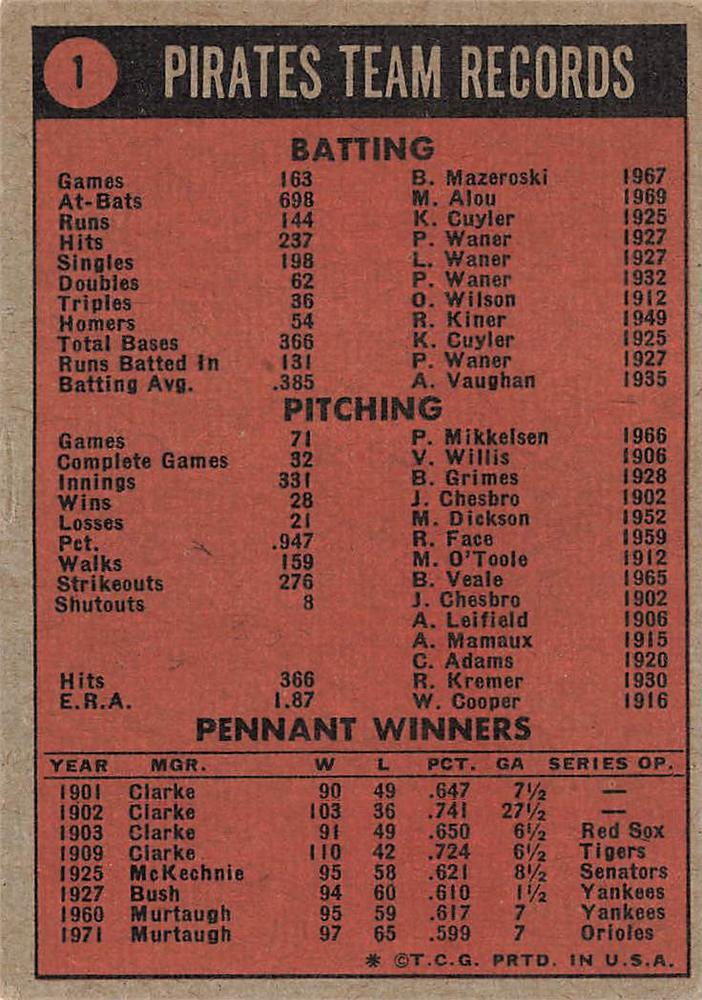 1 PIRATES TEAM RECORDS
BATTING
Games 163 B. Mazeroski 1967
At-Bats 698 M. Alou 1969
Runs 144 K. Cuyler 1925
Hits 237 P. Waner 1927
Singles 198 L. Waner 1927
Doubles 62 P. Waner 1932
Triples 36 O. Wilson 1912
Homers 54 R. Kiner 1949
Total Bases 366 K. Cuyler 1925
Runs Batted In 131 P. Waner 1927
Batting Avg. .385 A. Vaughan 1935
PITCHING
Games 71 P. Mikkelsen 1966
Complete Games 32 V. Willis 1906
Innings 331 B. Grimes 1928
Wins 28 J. Chesbro 1902
Losses 21 M. Dickson 1952
Pct. .947 R. Face 1959
Walks 159 M. O'Toole 1912
Strikeouts 276 B. Veale 1965
Shutouts 8 J. Chesbro 1902
A. Leifield 1906
A. Mamaux 1915
C. Adams 1920
Hits 366 R. Kremer 1930
E.R.A. 1.87 W. Cooper 1916
PENNANT WINNERS
YEAR MGR. W L PCT. GA SERIES OP.
1901 Clarke 90 49 .647 7½ —
1902 Clarke 103 36 .741 27½ —
1903 Clarke 91 49 .650 6½ Red Sox
1909 Clarke 110 42 .724 6½ Tigers
1925 McKechnie 95 58 .621 8½ Senators
1927 Bush 94 60 .610 1½ Yankees
1960 Murtaugh 95 59 .617 7 Yankees
1971 Murtaugh 97 65 .599 7 Orioles
* ©T.C.G. PRTD. IN U.S.A.